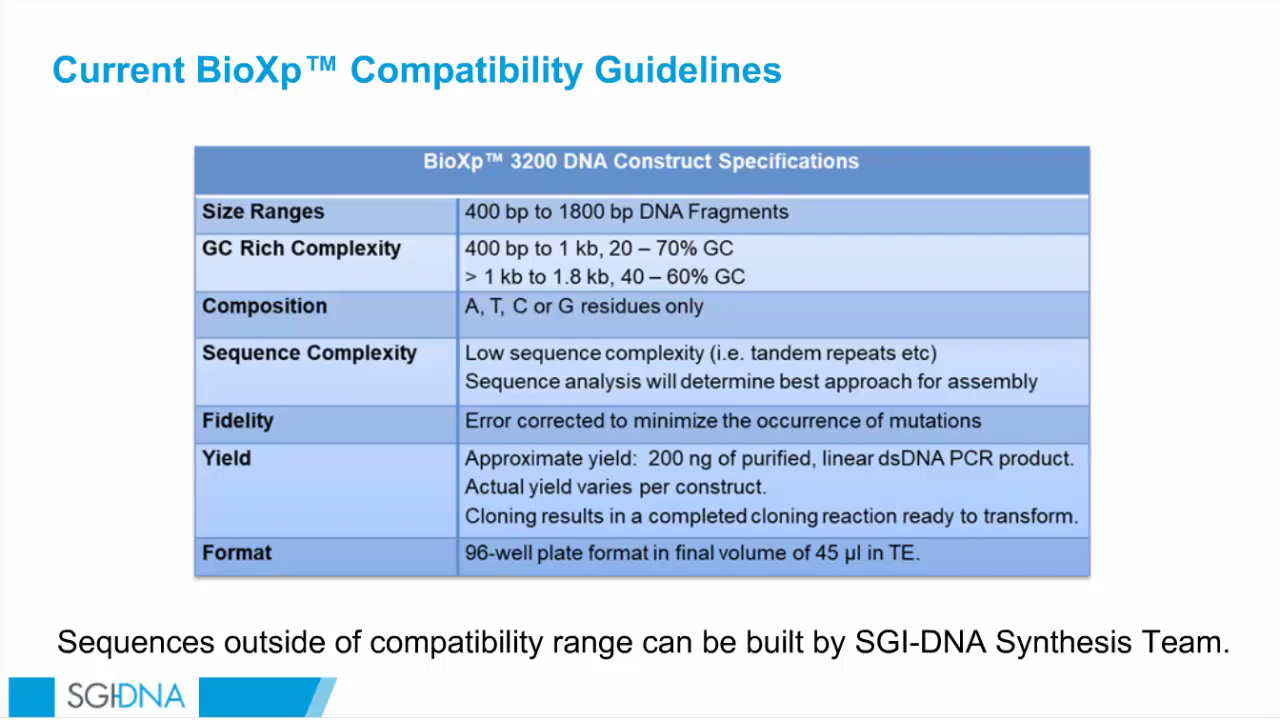 Current BioXp™ Compatibility Guidelines
BioXp™ 3200 DNA Construct Specifications
Size Ranges 400 bp to 1800 bp DNA Fragments
GC Rich Complexity 400 bp to 1 kb, 20 – 70% GC
> 1 kb to 1.8 kb, 40 – 60% GC
Composition A, T, C or G residues only
Sequence Complexity Low sequence complexity (i.e. tandem repeats etc)
Sequence analysis will determine best approach for assembly
Fidelity Error corrected to minimize the occurrence of mutations
Yield Approximate yield: 200 ng of purified, linear dsDNA PCR product.
Actual yield varies per construct.
Cloning results in a completed cloning reaction ready to transform.
Format 96-well plate format in final volume of 45 µl in TE.
Sequences outside of compatibility range can be built by SGI-DNA Synthesis Team.
SGI-DNA